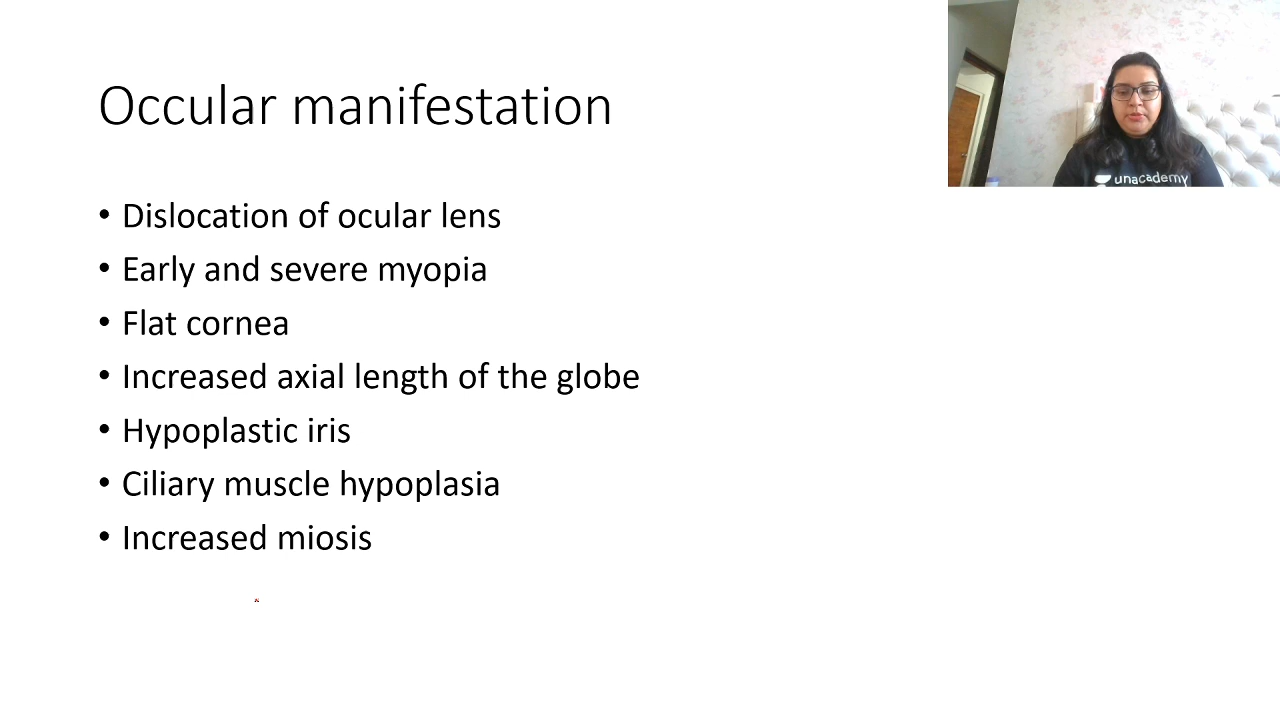 Occular manifestation
• Dislocation of ocular lens
• Early and severe myopia
• Flat cornea
• Increased axial length of the globe
• Hypoplastic iris
• Ciliary muscle hypoplasia
• Increased miosis
unacademy